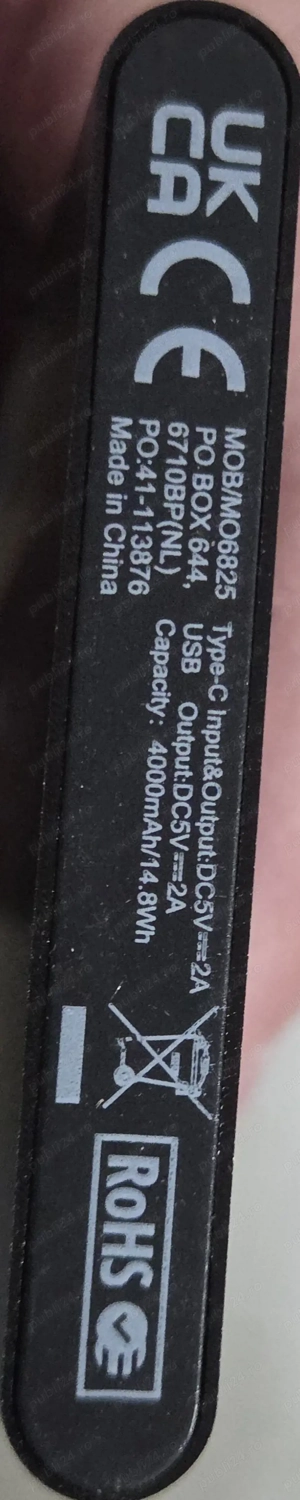 UK
CA
CE
MOB/MO6825
PO.BOX 644,
6710BP(NL)
PO:41-113876
Made in China
Type-C Input&Output:DC5V⎓2A
USB Output:DC5V⎓2A
Capacity: 4000mAh/14.8Wh
RoHS